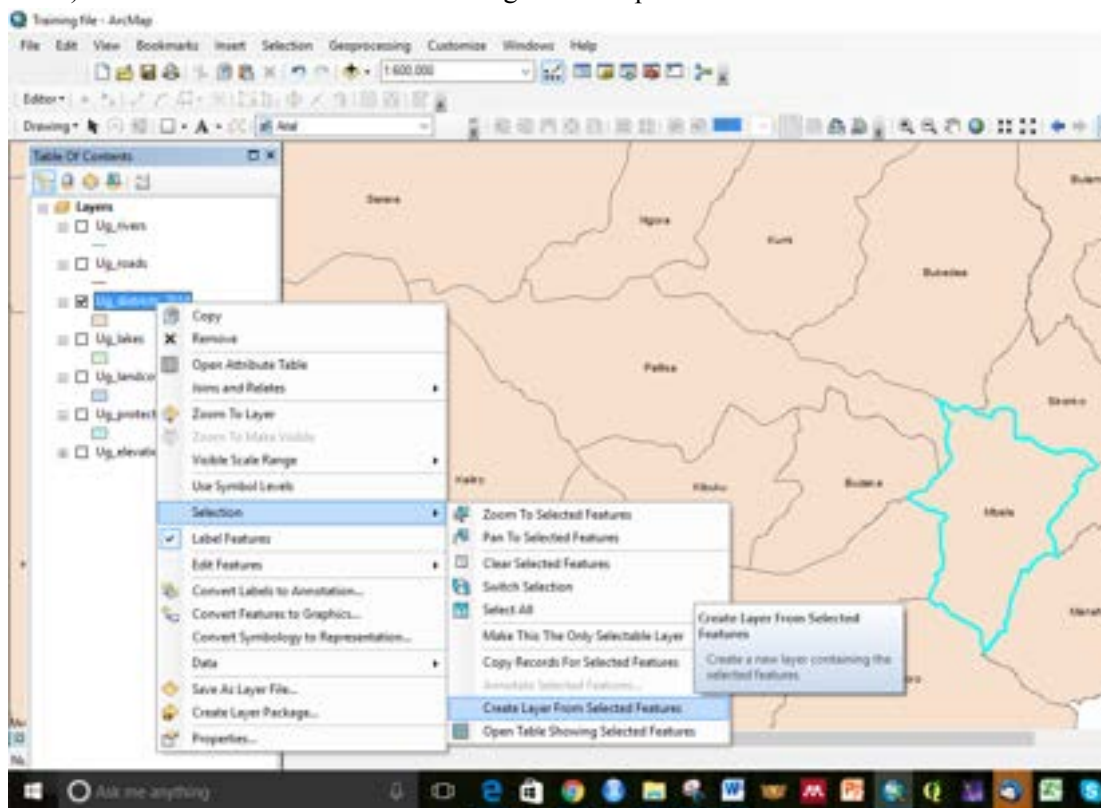 Training file - ArcMap
File Edit View Bookmarks Insert Selection Geoprocessing Customize Windows Help
1:600,000
Editor
Drawing A Arial
Table Of Contents
Layers
Ug_rivers
Ug_roads
Ug_lakes
Ug_landco
Ug_protect
Ug_elevatio
Copy
Remove
Open Attribute Table
Joins and Relates
Zoom To Layer
Zoom To Make Visible
Visible Scale Range
Use Symbol Levels
Selection
Label Features
Edit Features
Convert Labels to Annotation...
Convert Features to Graphics...
Convert Symbology to Representation...
Data
Save As Layer File...
Create Layer Package...
Properties...
Zoom To Selected Features
Pan To Selected Features
Clear Selected Features
Switch Selection
Select All
Make This The Only Selectable Layer
Copy Records For Selected Features
Annotate Selected Features...
Create Layer From Selected Features
Open Table Showing Selected Features
Create Layer From Selected
Features
Create a new layer containing the
selected features
Ngora
Kumi
Bukedea
Pallisa
Sironko
Kibuku
Budaka
Mbale
Ask me anything